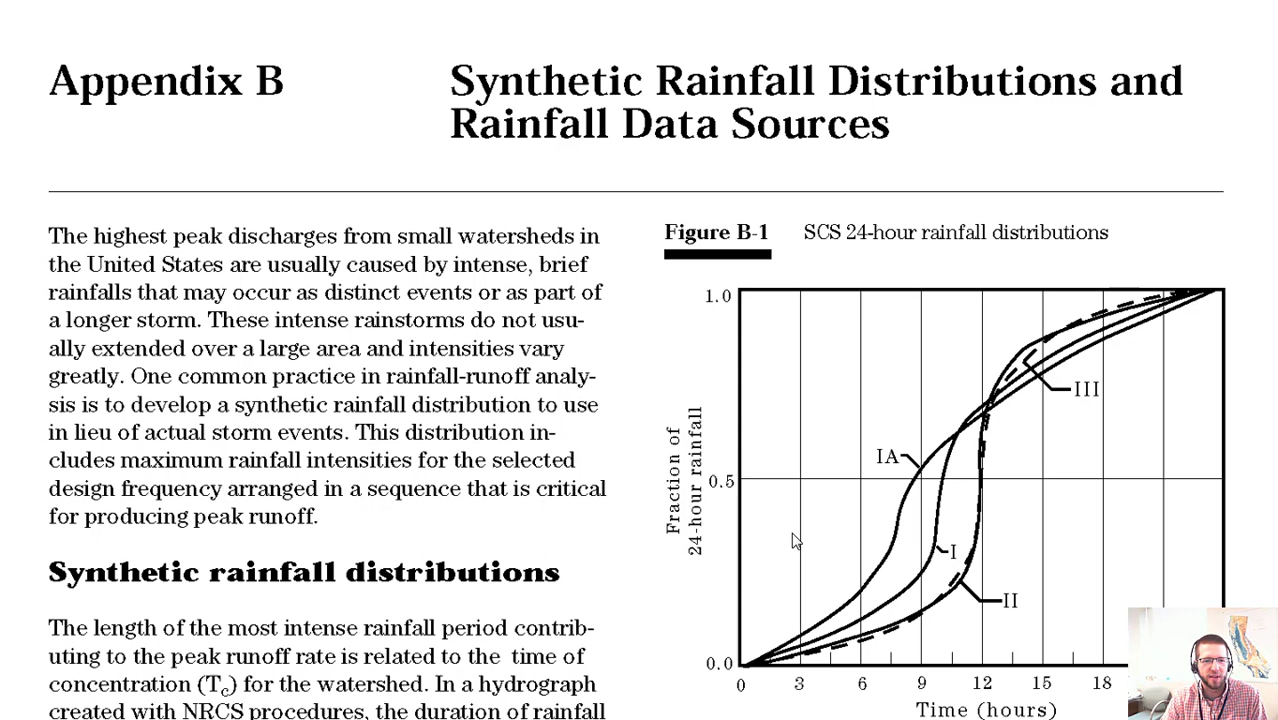 Appendix B
Synthetic Rainfall Distributions and
Rainfall Data Sources
The highest peak discharges from small watersheds in
the United States are usually caused by intense, brief
rainfalls that may occur as distinct events or as part of
a longer storm. These intense rainstorms do not usu-
ally extended over a large area and intensities vary
greatly. One common practice in rainfall-runoff analy-
sis is to develop a synthetic rainfall distribution to use
in lieu of actual storm events. This distribution in-
cludes maximum rainfall intensities for the selected
design frequency arranged in a sequence that is critical
for producing peak runoff.
Synthetic rainfall distributions
The length of the most intense rainfall period contrib-
uting to the peak runoff rate is related to the time of
concentration (Tc) for the watershed. In a hydrograph
created with NRCS procedures, the duration of rainfall
Figure B-1 SCS 24-hour rainfall distributions
1.0
0.5
0.0
Fraction of
24-hour rainfall
IA
I
II
III
0 3 6 9 12 15 18
Time (hours)